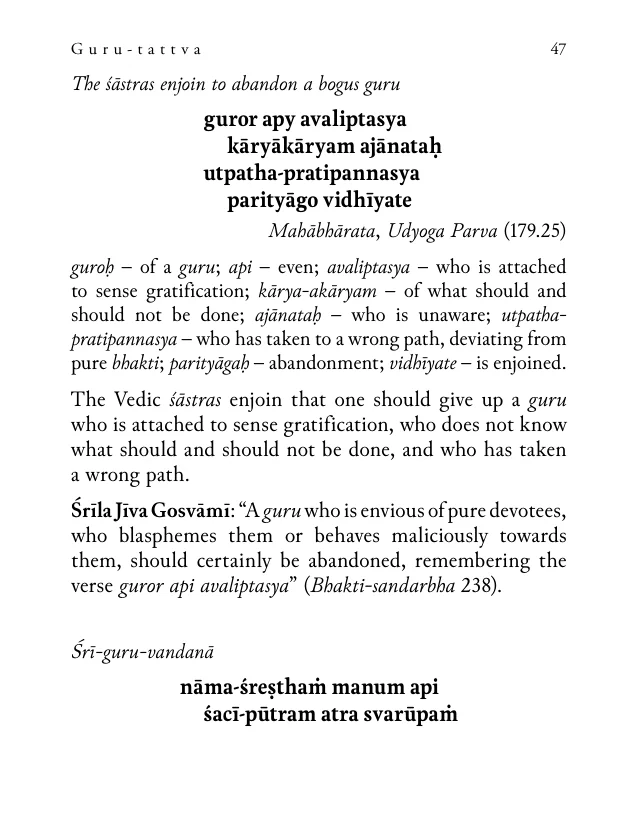 Guru-tattva 47
The śāstras enjoin to abandon a bogus guru
guror apy avaliptasya
kāryākāryam ajānataḥ
utpatha-pratipannasya
parityāgo vidhīyate
Mahābhārata, Udyoga Parva (179.25)
guroḥ – of a guru; api – even; avaliptasya – who is attached
to sense gratification; kārya-akāryam – of what should and
should not be done; ajānataḥ – who is unaware; utpatha-
pratipannasya – who has taken to a wrong path, deviating from
pure bhakti; parityāgaḥ – abandonment; vidhīyate – is enjoined.
The Vedic śāstras enjoin that one should give up a guru
who is attached to sense gratification, who does not know
what should and should not be done, and who has taken
a wrong path.
Śrīla Jīva Gosvāmī: “A guru who is envious of pure devotees,
who blasphemes them or behaves maliciously towards
them, should certainly be abandoned, remembering the
verse guror api avaliptasya” (Bhakti-sandarbha 238).
Śrī-guru-vandanā
nāma-śreṣthaṁ manum api
śacī-pūtram atra svarūpaṁ